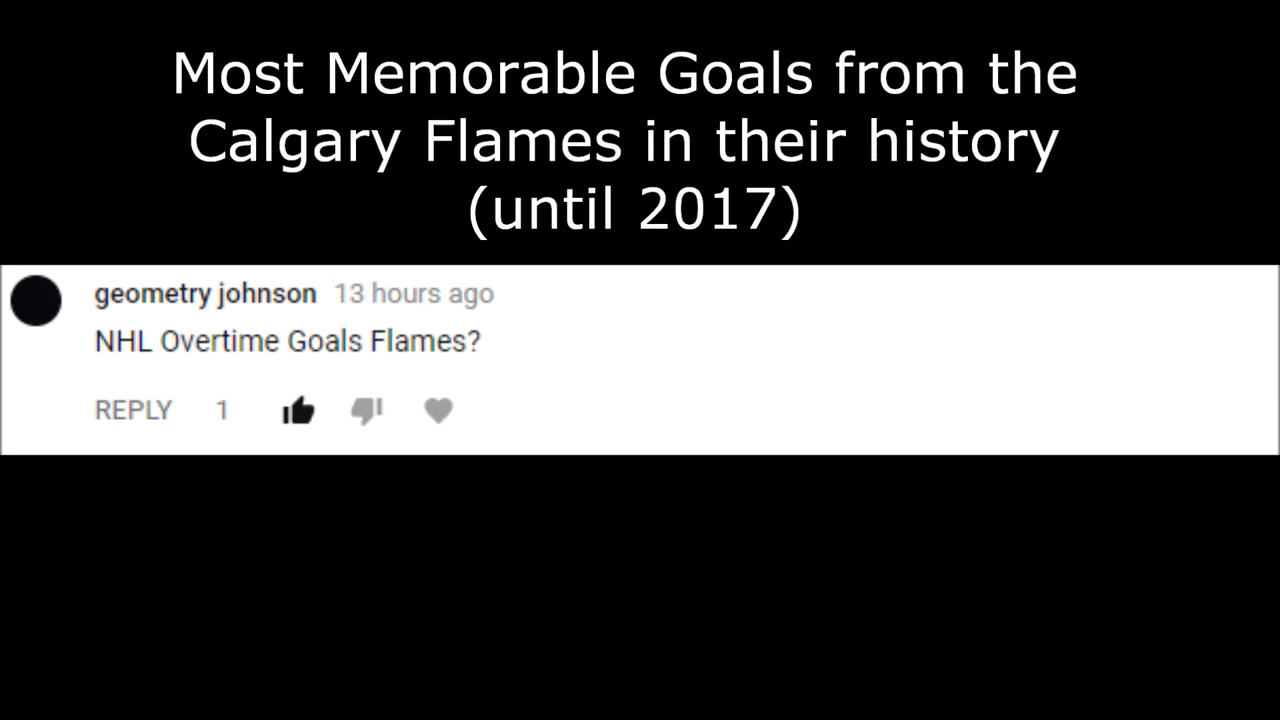 Most Memorable Goals from the
Calgary Flames in their history
(until 2017)
geometry johnson 13 hours ago
NHL Overtime Goals Flames?
REPLY 1